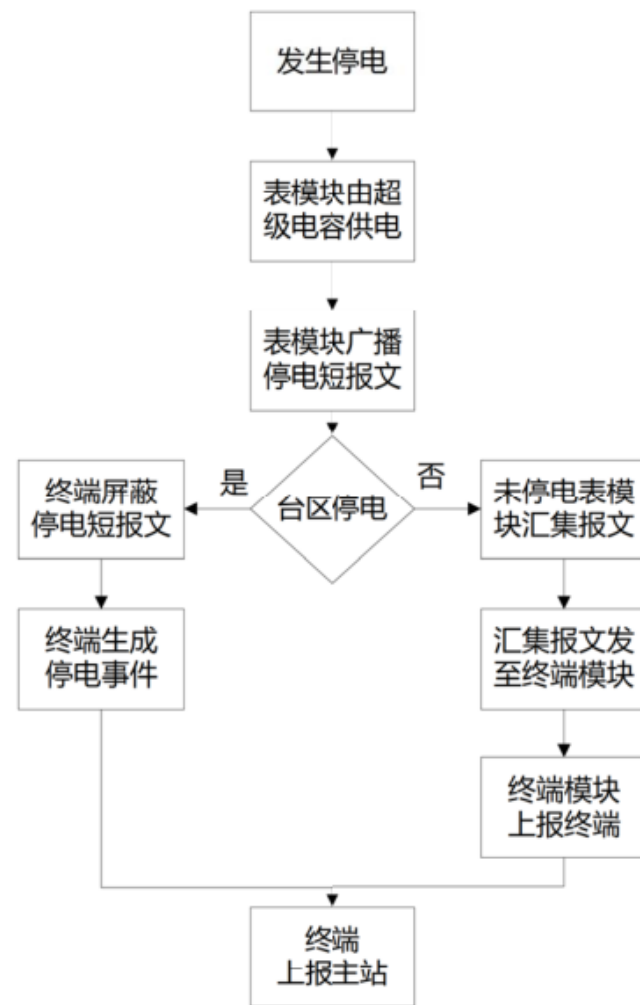 发生停电
表模块由超
级电容供电
表模块广播
停电短报文
台区停电
是
否
终端屏蔽
停电短报文
终端生成
停电事件
未停电表模
块汇集报文
汇集报文发
至终端模块
终端模块
上报终端
终端
上报主站